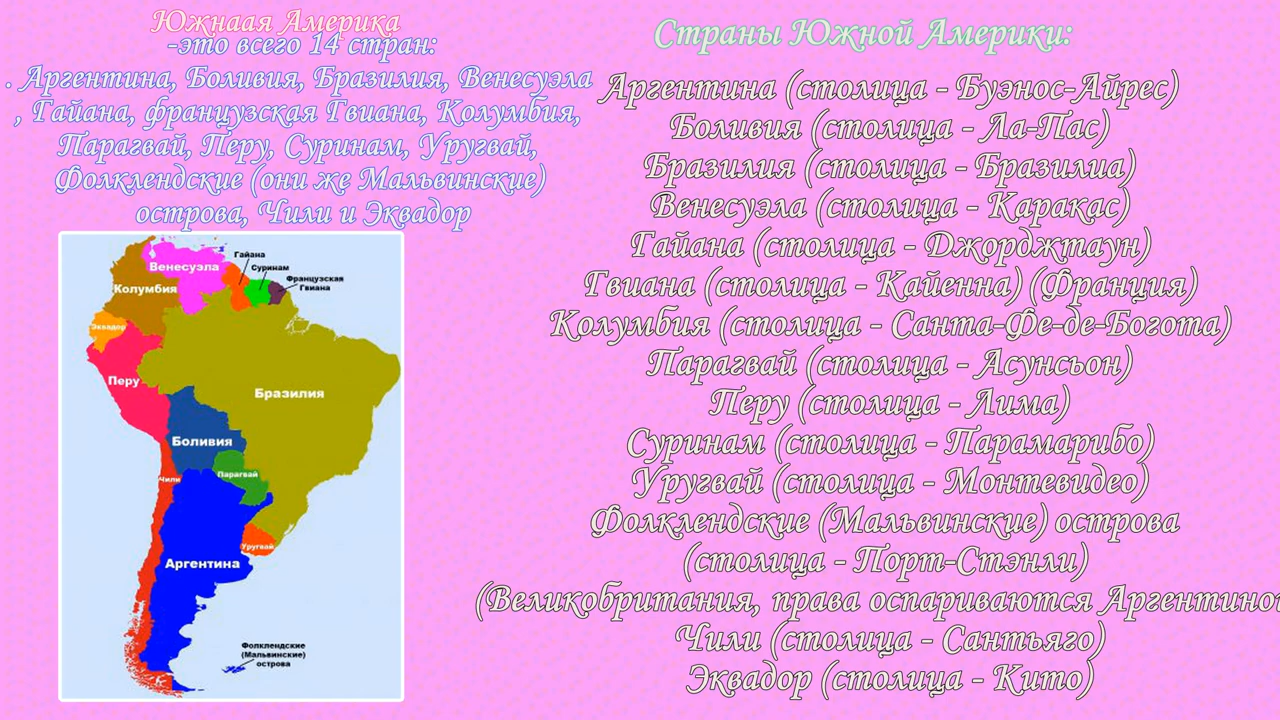 Южнаая Америка
-это всего 14 стран:
. Аргентина, Боливия, Бразилия, Венесуэла
, Гайана, французская Гвиана, Колумбия,
Парагвай, Перу, Суринам, Уругвай,
Фолклендские (они же Мальвинские)
острова, Чили и Эквадор
Венесуэла
Гайана
Суринам
Французская
Гвиана
Колумбия
Эквадор
Перу
Бразилия
Боливия
Парагвай
Чили
Уругвай
Аргентина
Фолклендские
(Мальвинские)
острова
Страны Южной Америки:
Аргентина (столица - Буэнос-Айрес)
Боливия (столица - Ла-Пас)
Бразилия (столица - Бразилиа)
Венесуэла (столица - Каракас)
Гайана (столица - Джорджтаун)
Гвиана (столица - Кайенна) (Франция)
Колумбия (столица - Санта-Фе-де-Богота)
Парагвай (столица - Асунсьон)
Перу (столица - Лима)
Суринам (столица - Парамарибо)
Уругвай (столица - Монтевидео)
Фолклендские (Мальвинские) острова
(столица - Порт-Стэнли)
(Великобритания, права оспариваются Аргентиной
Чили (столица - Сантьяго)
Эквадор (столица - Кито)